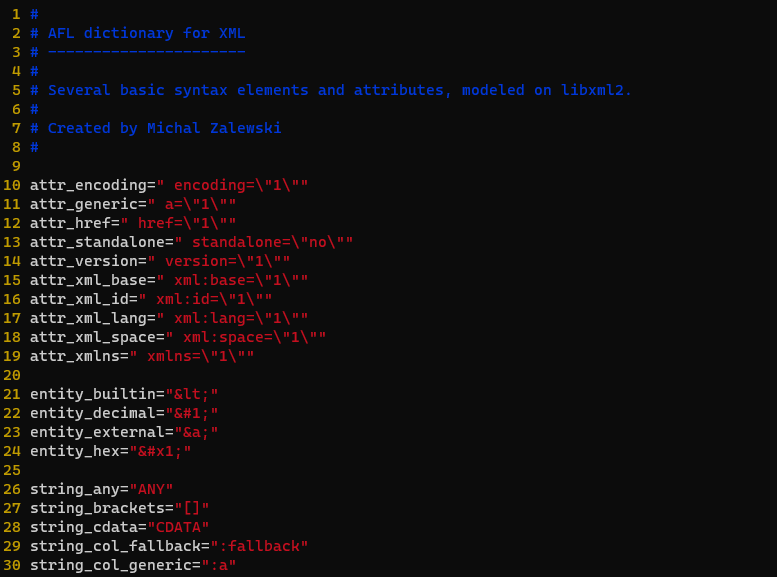 1 #
2 # AFL dictionary for XML
3 # ----------------------
4 #
5 # Several basic syntax elements and attributes, modeled on libxml2.
6 #
7 # Created by Michal Zalewski
8 #
9
10 attr_encoding=" encoding=\"1\""
11 attr_generic=" a=\"1\""
12 attr_href=" href=\"1\""
13 attr_standalone=" standalone=\"no\""
14 attr_version=" version=\"1\""
15 attr_xml_base=" xml:base=\"1\""
16 attr_xml_id=" xml:id=\"1\""
17 attr_xml_lang=" xml:lang=\"1\""
18 attr_xml_space=" xml:space=\"1\""
19 attr_xmlns=" xmlns=\"1\""
20
21 entity_builtin="&lt;"
22 entity_decimal="&#1;"
23 entity_external="&a;"
24 entity_hex="&#x1;"
25
26 string_any="ANY"
27 string_brackets="[]"
28 string_cdata="CDATA"
29 string_col_fallback=":fallback"
30 string_col_generic=":a"